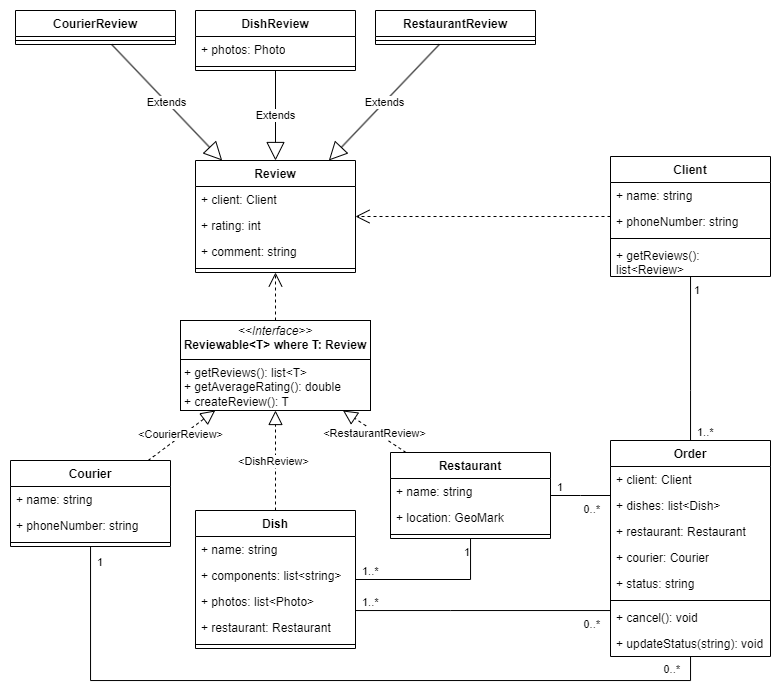 CourierReview
DishReview
+ photos: Photo
RestaurantReview
Extends
Extends
Extends
Review
+ client: Client
+ rating: int
+ comment: string
Client
+ name: string
+ phoneNumber: string
+ getReviews():
list<Review>
<<Interface>>
Reviewable<T> where T: Review
+ getReviews(): list<T>
+ getAverageRating(): double
+ createReview(): T
1
1..*
<CourierReview>
<DishReview>
<RestaurantReview>
Courier
+ name: string
+ phoneNumber: string
1
Dish
+ name: string
+ components: list<string>
+ photos: list<Photo>
+ restaurant: Restaurant
Restaurant
+ name: string
+ location: GeoMark
1
0..*
1
1..*
1..*
0..*
Order
+ client: Client
+ dishes: list<Dish>
+ restaurant: Restaurant
+ courier: Courier
+ status: string
+ cancel(): void
+ updateStatus(string): void
0..*